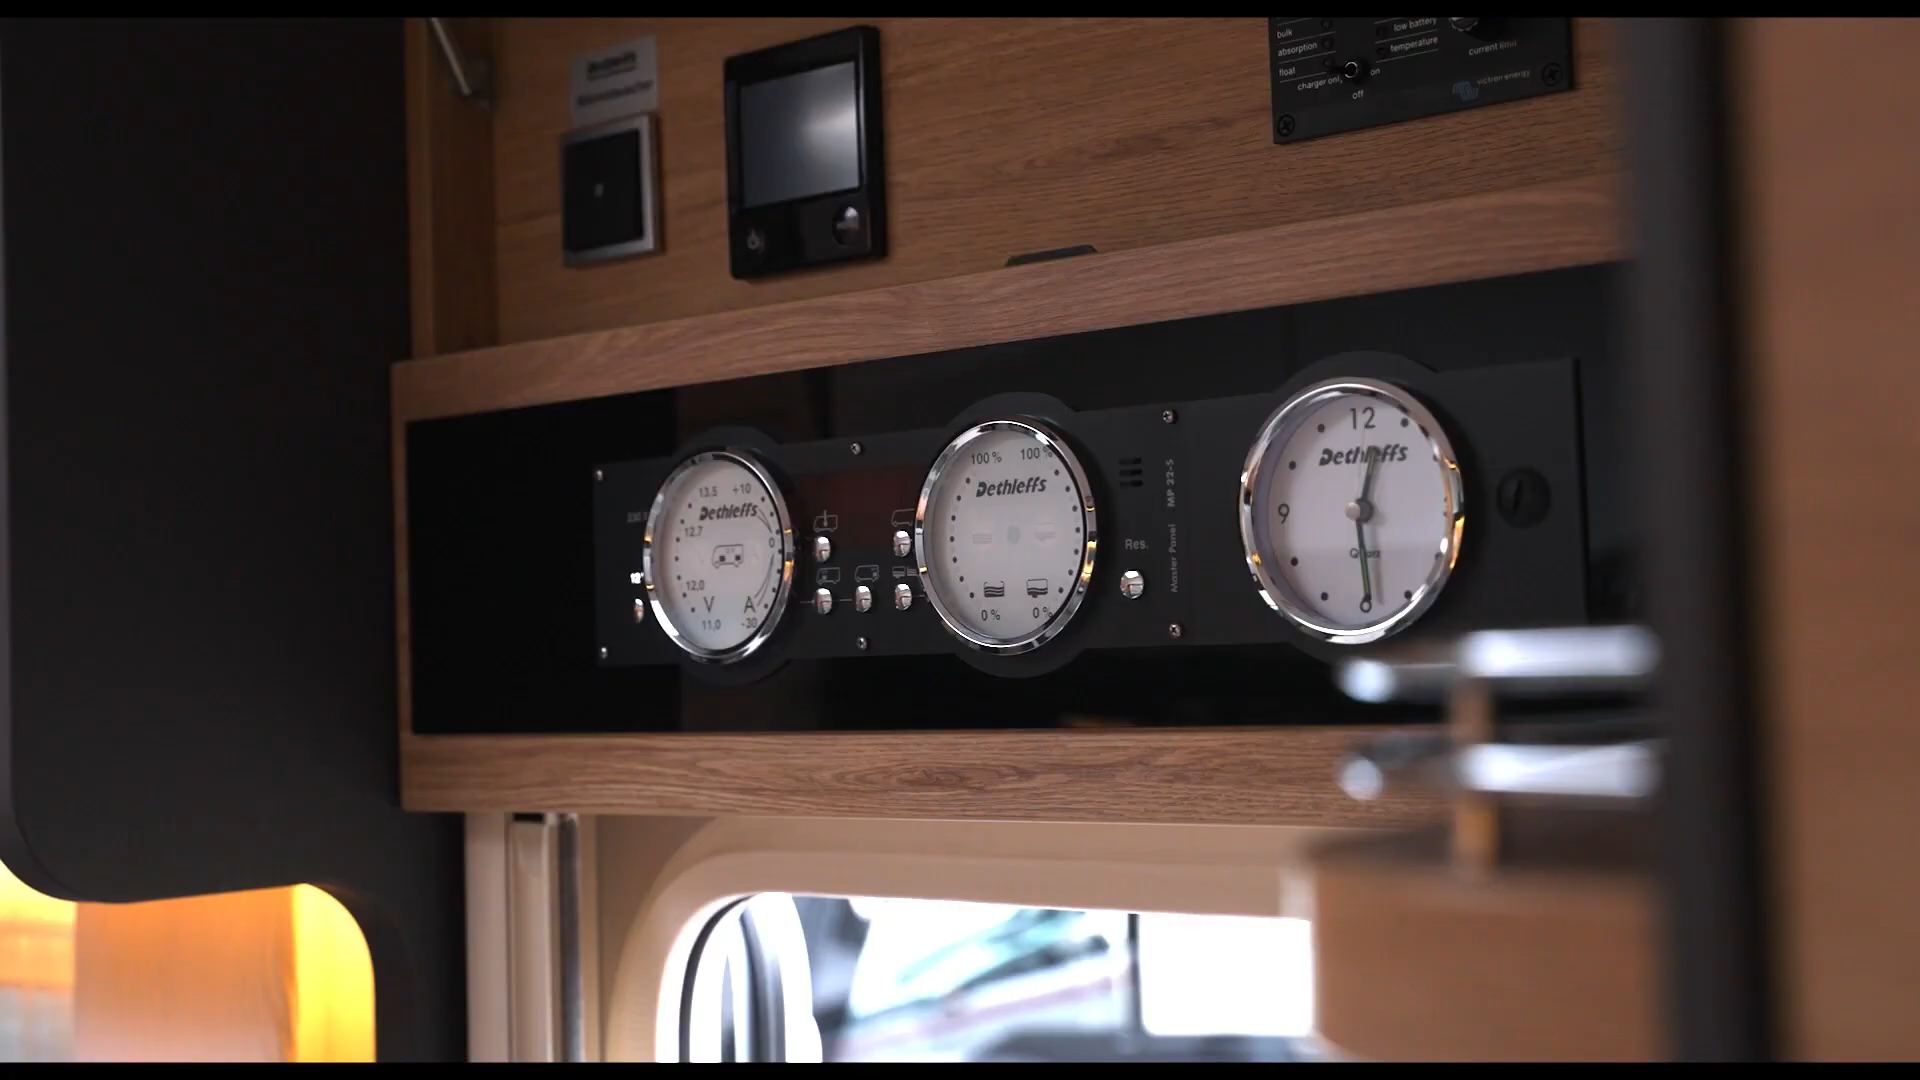 bulk
absorption
float
low battery
temperature
charger only
on
off
current limit
victron energy
13.5 +10
Dethleffs
12.7
0
12.0
V A
11,0 -30
100 % 100 %
Dethleffs
0 % 0 %
Res.
Master Panel MP 22-S
12
Dethleffs
9
Quarz
6